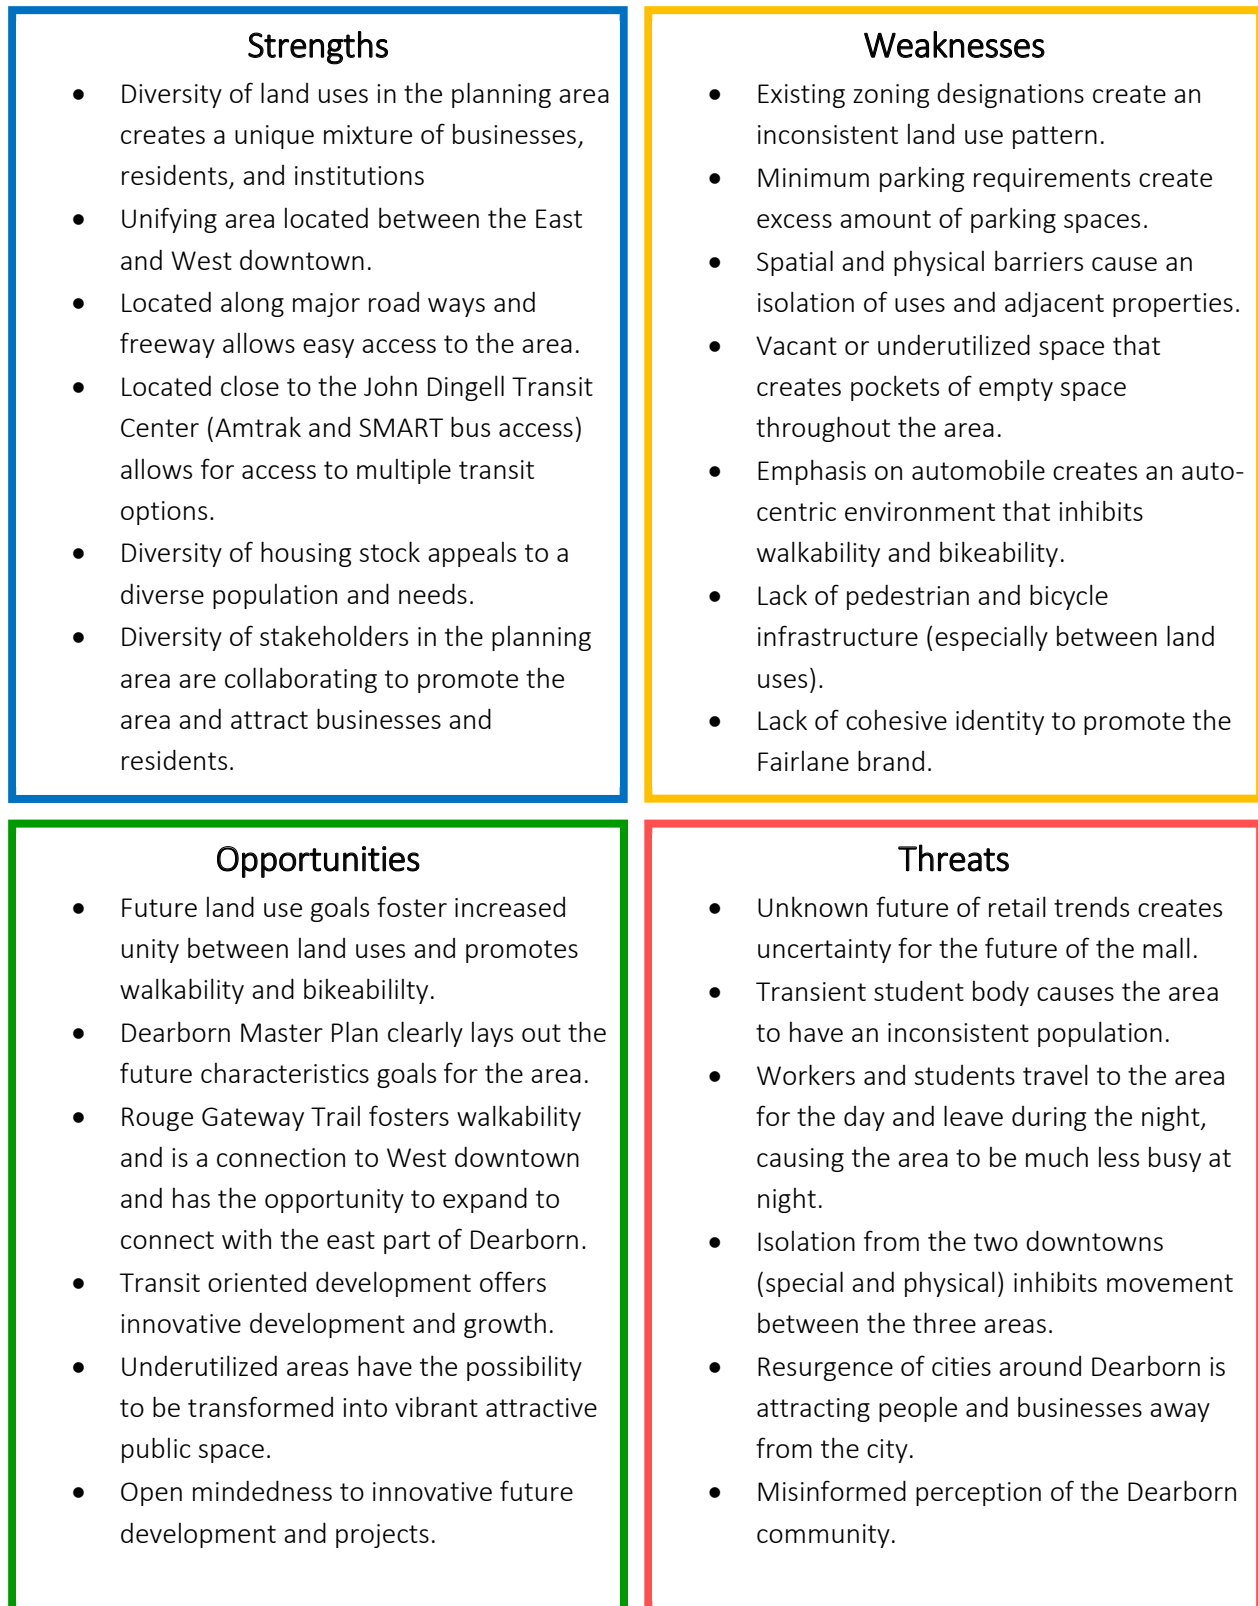 Strengths
• Diversity of land uses in the planning area
creates a unique mixture of businesses,
residents, and institutions
• Unifying area located between the East
and West downtown.
• Located along major road ways and
freeway allows easy access to the area.
• Located close to the John Dingell Transit
Center (Amtrak and SMART bus access)
allows for access to multiple transit
options.
• Diversity of housing stock appeals to a
diverse population and needs.
• Diversity of stakeholders in the planning
area are collaborating to promote the
area and attract businesses and
residents.
Weaknesses
• Existing zoning designations create an
inconsistent land use pattern.
• Minimum parking requirements create
excess amount of parking spaces.
• Spatial and physical barriers cause an
isolation of uses and adjacent properties.
• Vacant or underutilized space that
creates pockets of empty space
throughout the area.
• Emphasis on automobile creates an auto-
centric environment that inhibits
walkability and bikeability.
• Lack of pedestrian and bicycle
infrastructure (especially between land
uses).
• Lack of cohesive identity to promote the
Fairlane brand.
Opportunities
• Future land use goals foster increased
unity between land uses and promotes
walkability and bikeabililty.
• Dearborn Master Plan clearly lays out the
future characteristics goals for the area.
• Rouge Gateway Trail fosters walkability
and is a connection to West downtown
and has the opportunity to expand to
connect with the east part of Dearborn.
• Transit oriented development offers
innovative development and growth.
• Underutilized areas have the possibility
to be transformed into vibrant attractive
public space.
• Open mindedness to innovative future
development and projects.
Threats
• Unknown future of retail trends creates
uncertainty for the future of the mall.
• Transient student body causes the area
to have an inconsistent population.
• Workers and students travel to the area
for the day and leave during the night,
causing the area to be much less busy at
night.
• Isolation from the two downtowns
(special and physical) inhibits movement
between the three areas.
• Resurgence of cities around Dearborn is
attracting people and businesses away
from the city.
• Misinformed perception of the Dearborn
community.